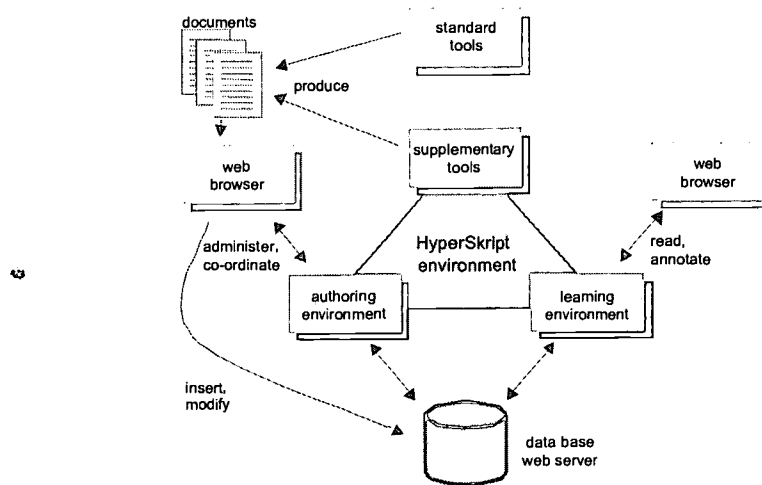 documents
standard
tools
produce
supplementary
tools
web
browser
web
browser
HyperSkript
environment
administer,
co-ordinate
read,
annotate
authoring
environment
learning
environment
insert,
modify
data base
web server